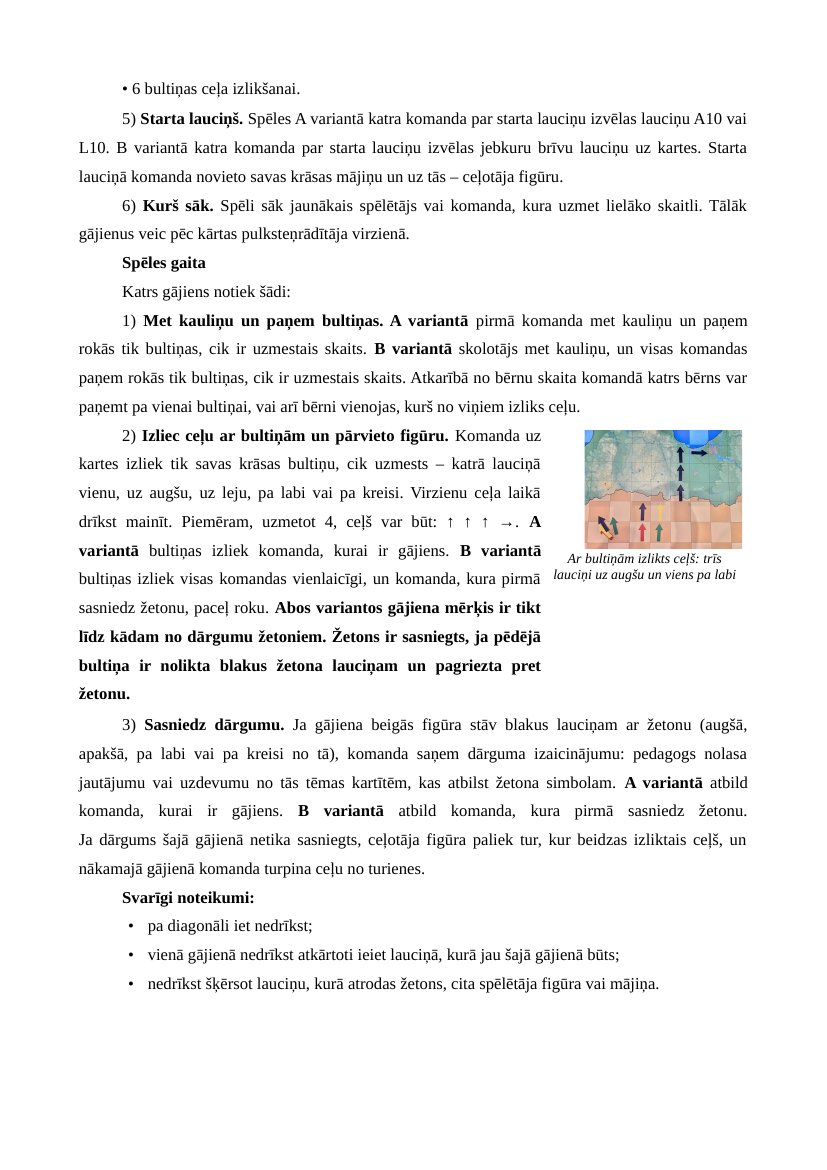 • 6 bultiņas ceļa izlikšanai.
5) Starta lauciņš. Spēles A variantā katra komanda par starta lauciņu izvēlas lauciņu A10 vai
L10. B variantā katra komanda par starta lauciņu izvēlas jebkuru brīvu lauciņu uz kartes. Starta
lauciņā komanda novieto savas krāsas mājiņu un uz tās – ceļotāja figūru.
6) Kurš sāk. Spēli sāk jaunākais spēlētājs vai komanda, kura uzmet lielāko skaitli. Tālāk
gājienus veic pēc kārtas pulksteņrādītāja virzienā.
Spēles gaita
Katrs gājiens notiek šādi:
1) Met kauliņu un paņem bultiņas. A variantā pirmā komanda met kauliņu un paņem
rokās tik bultiņas, cik ir uzmestais skaits. B variantā skolotājs met kauliņu, un visas komandas
paņem rokās tik bultiņas, cik ir uzmestais skaits. Atkarībā no bērnu skaita komandā katrs bērns var
paņemt pa vienai bultiņai, vai arī bērni vienojas, kurš no viņiem izliks ceļu.
2) Izliec ceļu ar bultiņām un pārvieto figūru. Komanda uz
kartes izliek tik savas krāsas bultiņu, cik uzmests – katrā lauciņā
vienu, uz augšu, uz leju, pa labi vai pa kreisi. Virzienu ceļa laikā
drīkst mainīt. Piemēram, uzmetot 4, ceļš var būt: ↑ ↑ ↑ →. A
variantā bultiņas izliek komanda, kurai ir gājiens. B variantā
bultiņas izliek visas komandas vienlaicīgi, un komanda, kura pirmā
sasniedz žetonu, paceļ roku. Abos variantos gājiena mērķis ir tikt
līdz kādam no dārgumu žetoniem. Žetons ir sasniegts, ja pēdējā
bultiņa ir nolikta blakus žetona lauciņam un pagriezta pret
žetonu.
Ar bultiņām izlikts ceļš: trīs
lauciņi uz augšu un viens pa labi
3) Sasniedz dārgumu. Ja gājiena beigās figūra stāv blakus lauciņam ar žetonu (augšā,
apakšā, pa labi vai pa kreisi no tā), komanda saņem dārguma izaicinājumu: pedagogs nolasa
jautājumu vai uzdevumu no tās tēmas kartītēm, kas atbilst žetona simbolam. A variantā atbild
komanda, kurai ir gājiens. B variantā atbild komanda, kura pirmā sasniedz žetonu.
Ja dārgums šajā gājienā netika sasniegts, ceļotāja figūra paliek tur, kur beidzas izliktais ceļš, un
nākamajā gājienā komanda turpina ceļu no turienes.
Svarīgi noteikumi:
• pa diagonāli iet nedrīkst;
• vienā gājienā nedrīkst atkārtoti ieiet lauciņā, kurā jau šajā gājienā būts;
• nedrīkst šķērsot lauciņu, kurā atrodas žetons, cita spēlētāja figūra vai mājiņa.